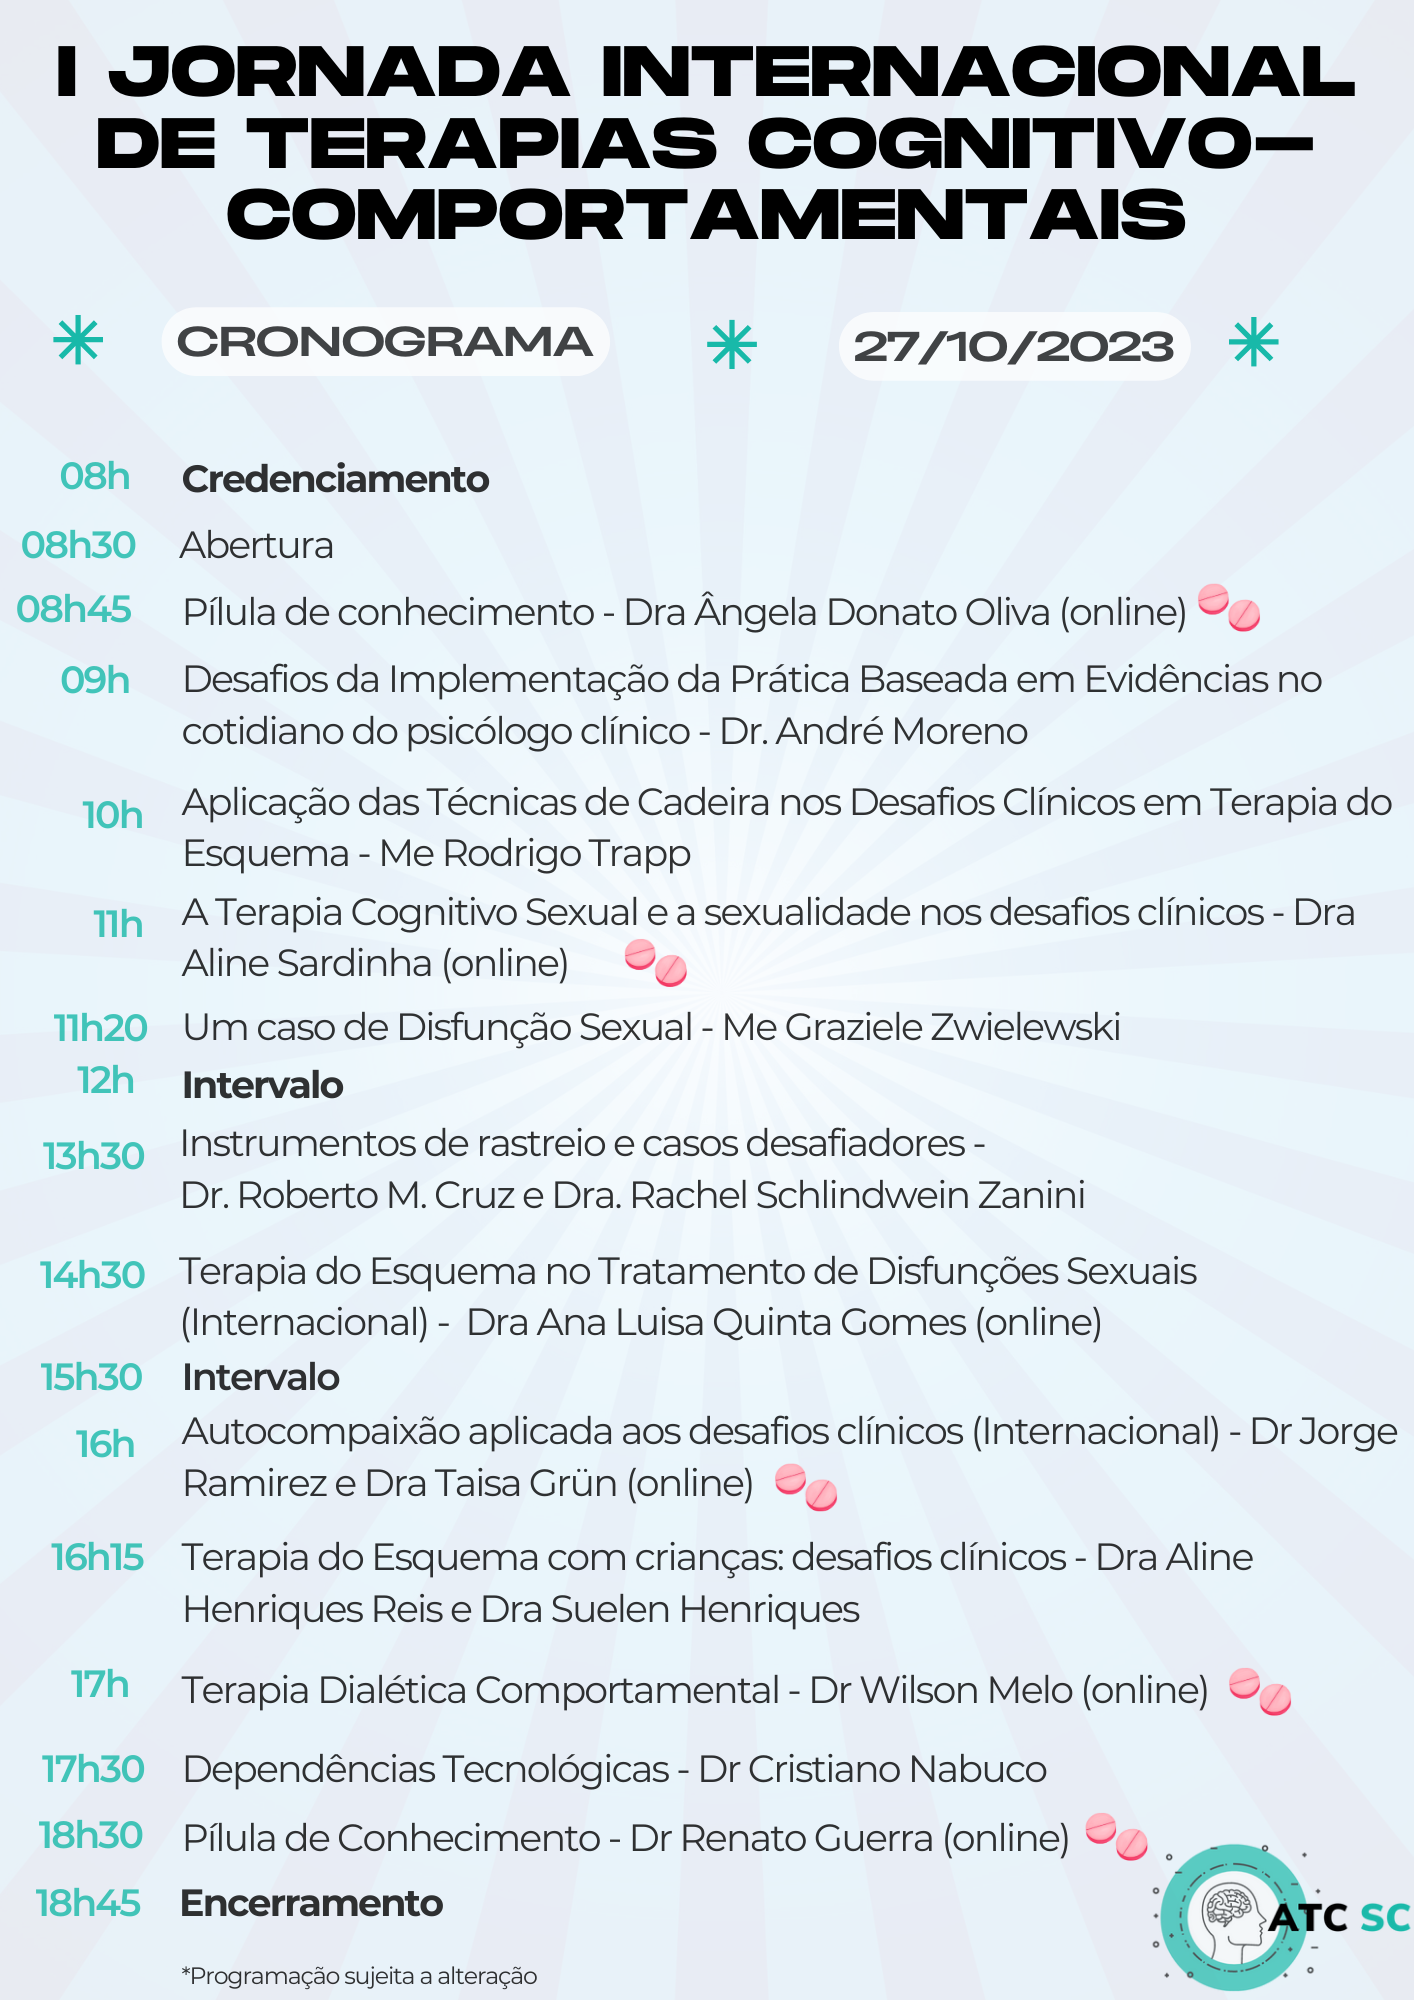 I JORNADA INTERNACIONAL
DE TERAPIAS COGNITIVO-
COMPORTAMENTAIS
CRONOGRAMA
27/10/2023
08h Credenciamento
08h30 Abertura
08h45 Pílula de conhecimento - Dra Ângela Donato Oliva (online)
09h Desafios da Implementação da Prática Baseada em Evidências no
cotidiano do psicólogo clínico - Dr. André Moreno
10h Aplicação das Técnicas de Cadeira nos Desafios Clínicos em Terapia do
Esquema - Me Rodrigo Trapp
11h A Terapia Cognitivo Sexual e a sexualidade nos desafios clínicos - Dra
Aline Sardinha (online)
11h20 Um caso de Disfunção Sexual - Me Graziele Zwielewski
12h Intervalo
13h30 Instrumentos de rastreio e casos desafiadores -
Dr. Roberto M. Cruz e Dra. Rachel Schlindwein Zanini
14h30 Terapia do Esquema no Tratamento de Disfunções Sexuais
(Internacional) - Dra Ana Luisa Quinta Gomes (online)
15h30 Intervalo
16h Autocompaixão aplicada aos desafios clínicos (Internacional) - Dr Jorge
Ramirez e Dra Taisa Grün (online)
16h15 Terapia do Esquema com crianças: desafios clínicos - Dra Aline
Henriques Reis e Dra Suelen Henriques
17h Terapia Dialética Comportamental - Dr Wilson Melo (online)
17h30 Dependências Tecnológicas - Dr Cristiano Nabuco
18h30 Pílula de Conhecimento - Dr Renato Guerra (online)
18h45 Encerramento
ATC SC
*Programação sujeita a alteração